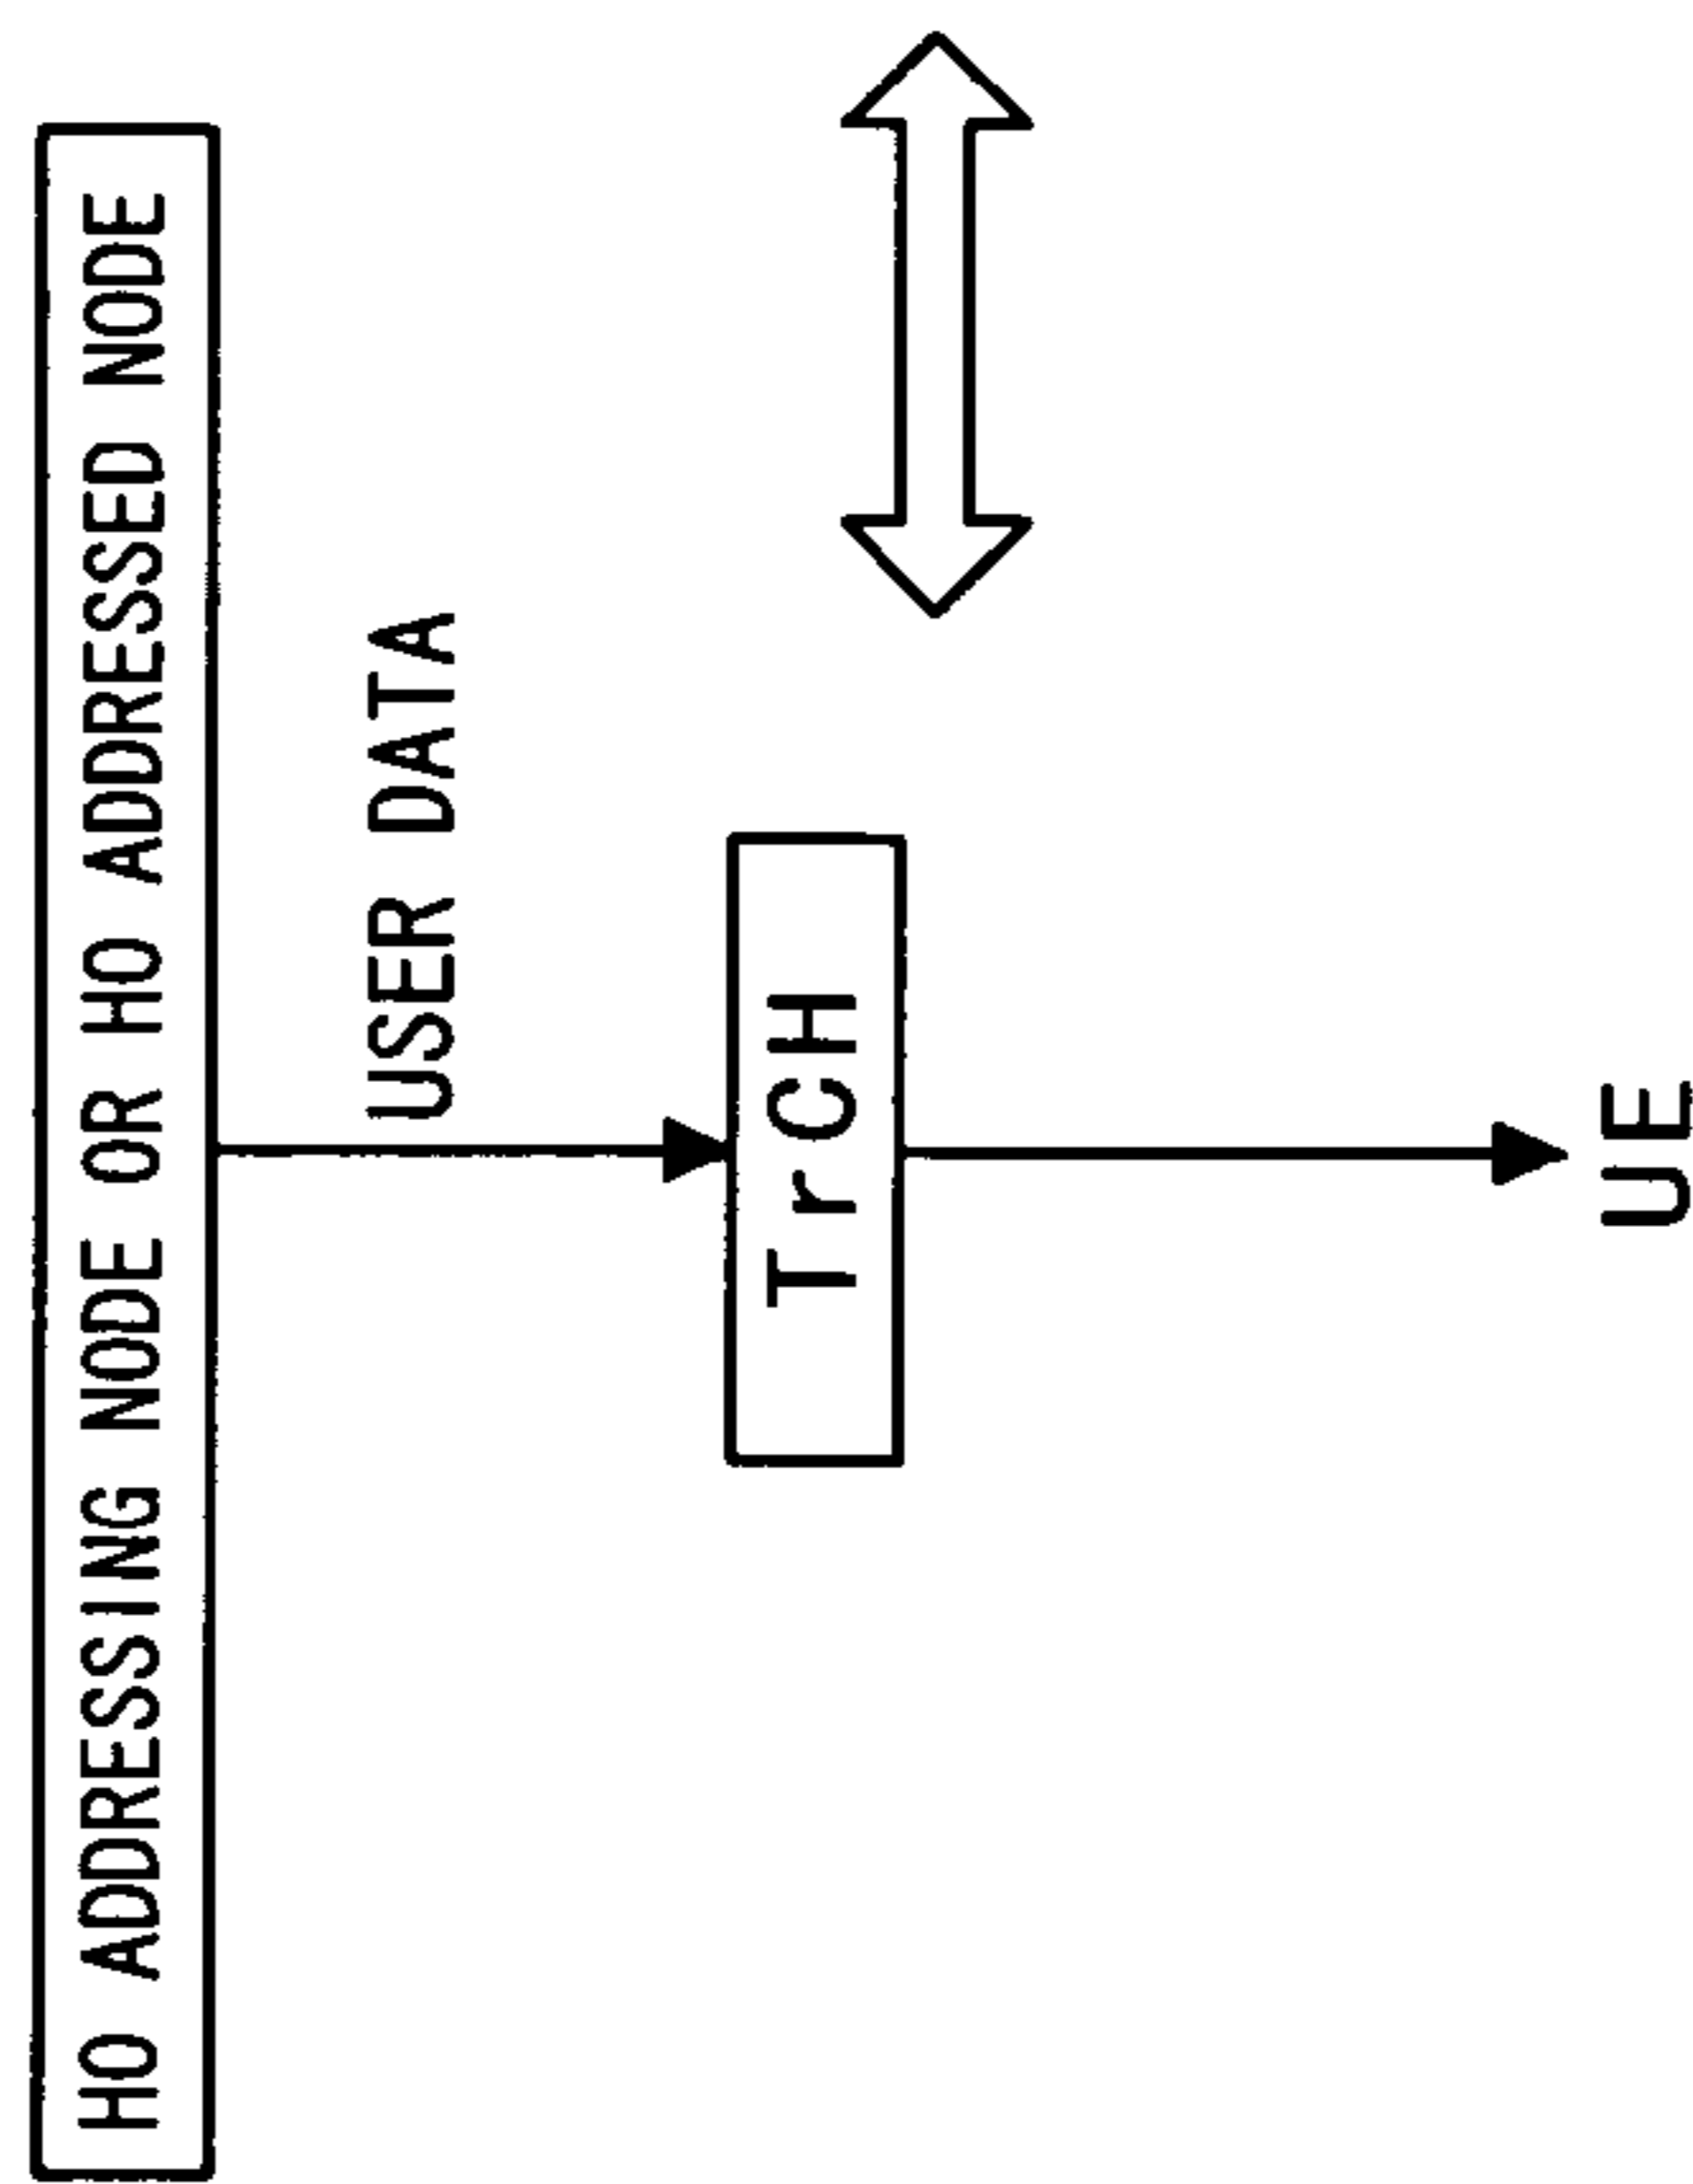 HO ADDRESSING NODE OR HO ADDRESSED NODE
USER DATA
TrCH
UE